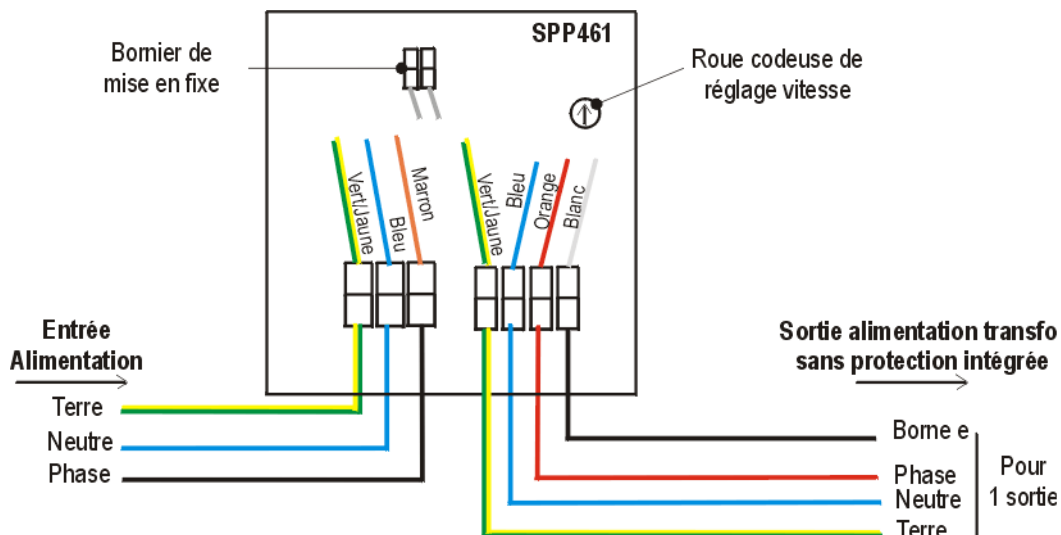 SPP461
Bornier de
mise en fixe
Roue codeuse de
réglage vitesse
Vert/Jaune
Bleu
Marron
Vert/Jaune
Bleu
Orange
Blanc
Entrée
Alimentation
Terre
Neutre
Phase
Sortie alimentation transfo
sans protection intégrée
Borne e
Phase
Neutre
Terre
Pour
1 sortie